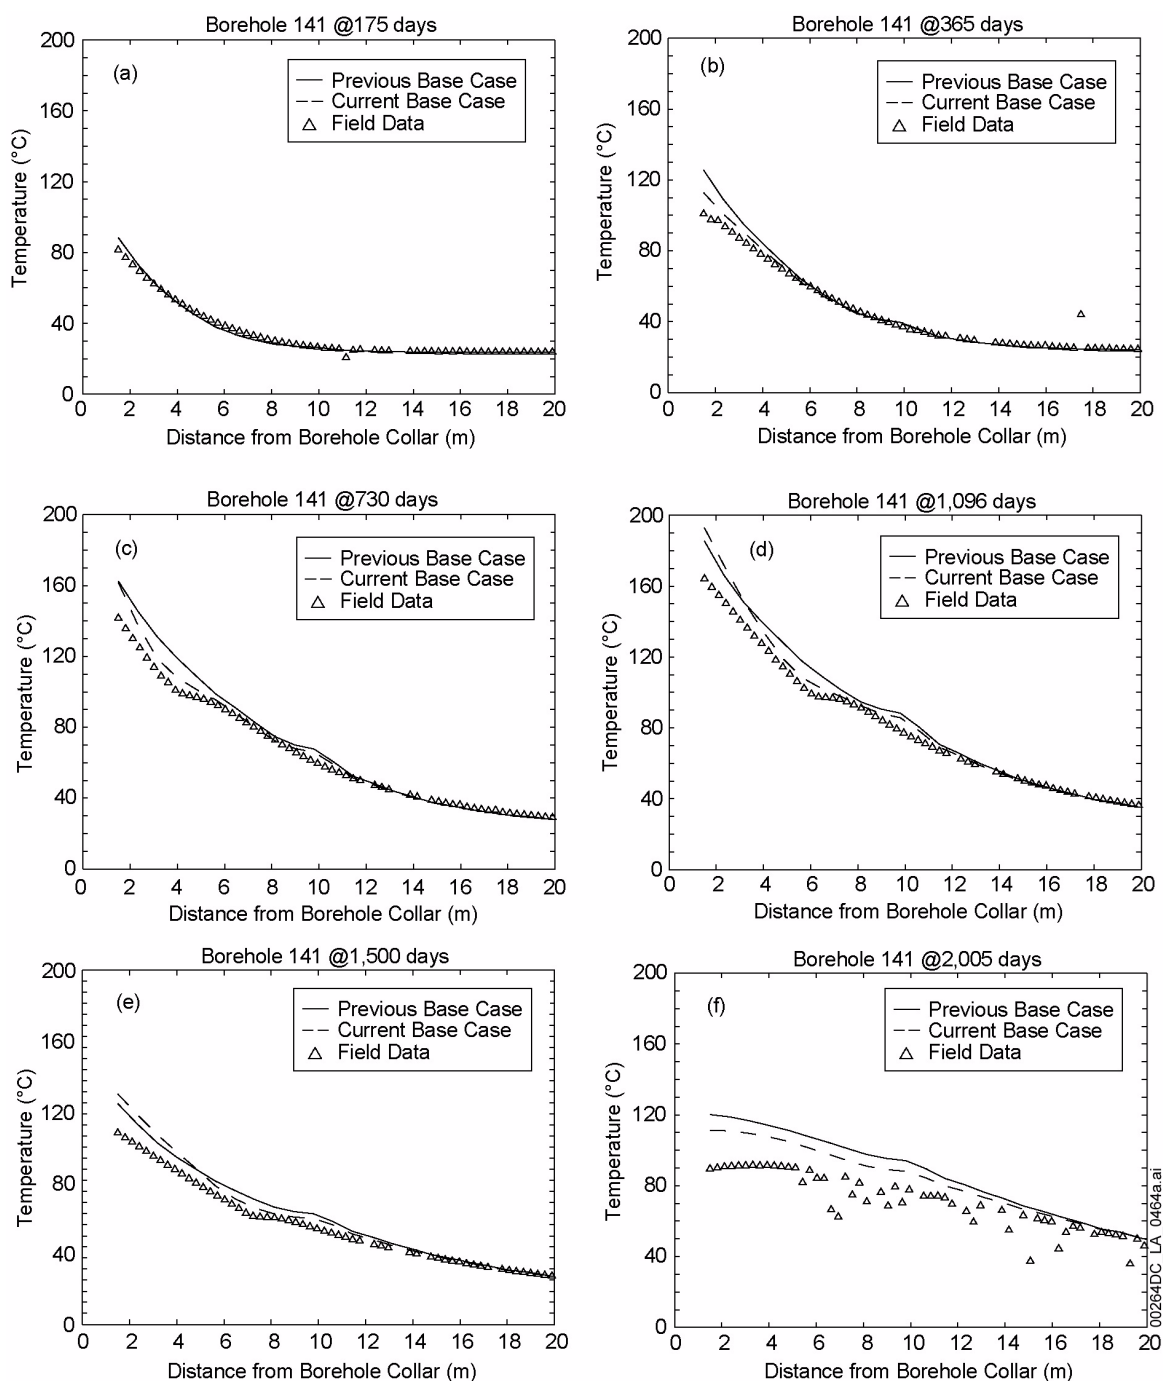 Borehole 141 @175 days
(a)
Previous Base Case
Current Base Case
Field Data
200
160
120
80
40
0
Temperature (°C)
0 2 4 6 8 10 12 14 16 18 20
Distance from Borehole Collar (m)
Borehole 141 @365 days
(b)
Previous Base Case
Current Base Case
Field Data
200
160
120
80
40
0
Temperature (°C)
0 2 4 6 8 10 12 14 16 18 20
Distance from Borehole Collar (m)
Borehole 141 @730 days
(c)
Previous Base Case
Current Base Case
Field Data
200
160
120
80
40
0
Temperature (°C)
0 2 4 6 8 10 12 14 16 18 20
Distance from Borehole Collar (m)
Borehole 141 @1,096 days
(d)
Previous Base Case
Current Base Case
Field Data
200
160
120
80
40
0
Temperature (°C)
0 2 4 6 8 10 12 14 16 18 20
Distance from Borehole Collar (m)
Borehole 141 @1,500 days
(e)
Previous Base Case
Current Base Case
Field Data
200
160
120
80
40
0
Temperature (°C)
0 2 4 6 8 10 12 14 16 18 20
Distance from Borehole Collar (m)
Borehole 141 @2,005 days
(f)
Previous Base Case
Current Base Case
Field Data
200
160
120
80
40
0
Temperature (°C)
0 2 4 6 8 10 12 14 16 18 20
Distance from Borehole Collar (m)
00264DC_LA_0464a.ai